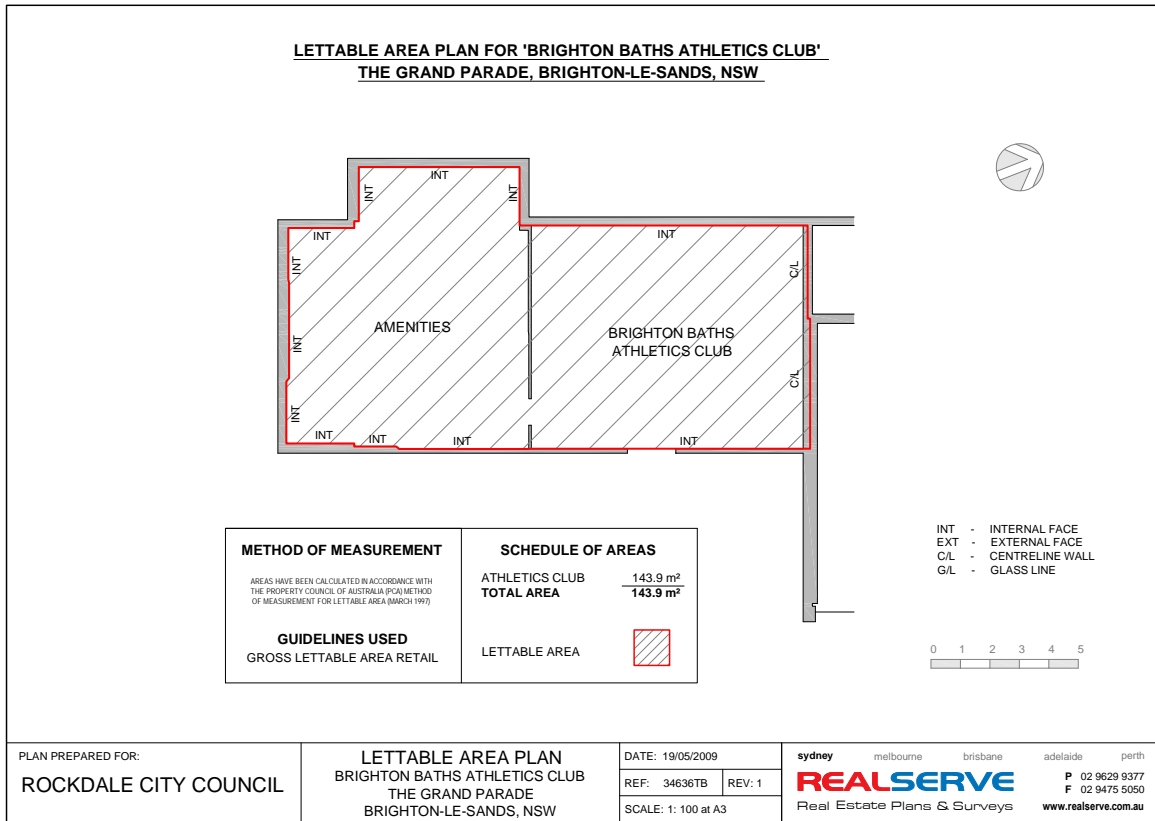 LETTABLE AREA PLAN FOR 'BRIGHTON BATHS ATHLETICS CLUB'
THE GRAND PARADE, BRIGHTON-LE-SANDS, NSW
INT
INT
INT
INT
INT
INT
C/L
AMENITIES
BRIGHTON BATHS
ATHLETICS CLUB
INT
C/L
INT
INT
INT
INT
INT
METHOD OF MEASUREMENT
AREAS HAVE BEEN CALCULATED IN ACCORDANCE WITH
THE PROPERTY COUNCIL OF AUSTRALIA (PCA) METHOD
OF MEASUREMENT FOR LETTABLE AREA (MARCH 1997)
GUIDELINES USED
GROSS LETTABLE AREA RETAIL
SCHEDULE OF AREAS
ATHLETICS CLUB 143.9 m²
TOTAL AREA 143.9 m²
LETTABLE AREA
INT - INTERNAL FACE
EXT - EXTERNAL FACE
C/L - CENTRELINE WALL
G/L - GLASS LINE
0 1 2 3 4 5
PLAN PREPARED FOR:
ROCKDALE CITY COUNCIL
LETTABLE AREA PLAN
BRIGHTON BATHS ATHLETICS CLUB
THE GRAND PARADE
BRIGHTON-LE-SANDS, NSW
DATE: 19/05/2009
REF: 34636TB REV: 1
SCALE: 1: 100 at A3
sydney melbourne brisbane adelaide perth
REALSERVE
Real Estate Plans & Surveys
P 02 9629 9377
F 02 9475 5050
www.realserve.com.au